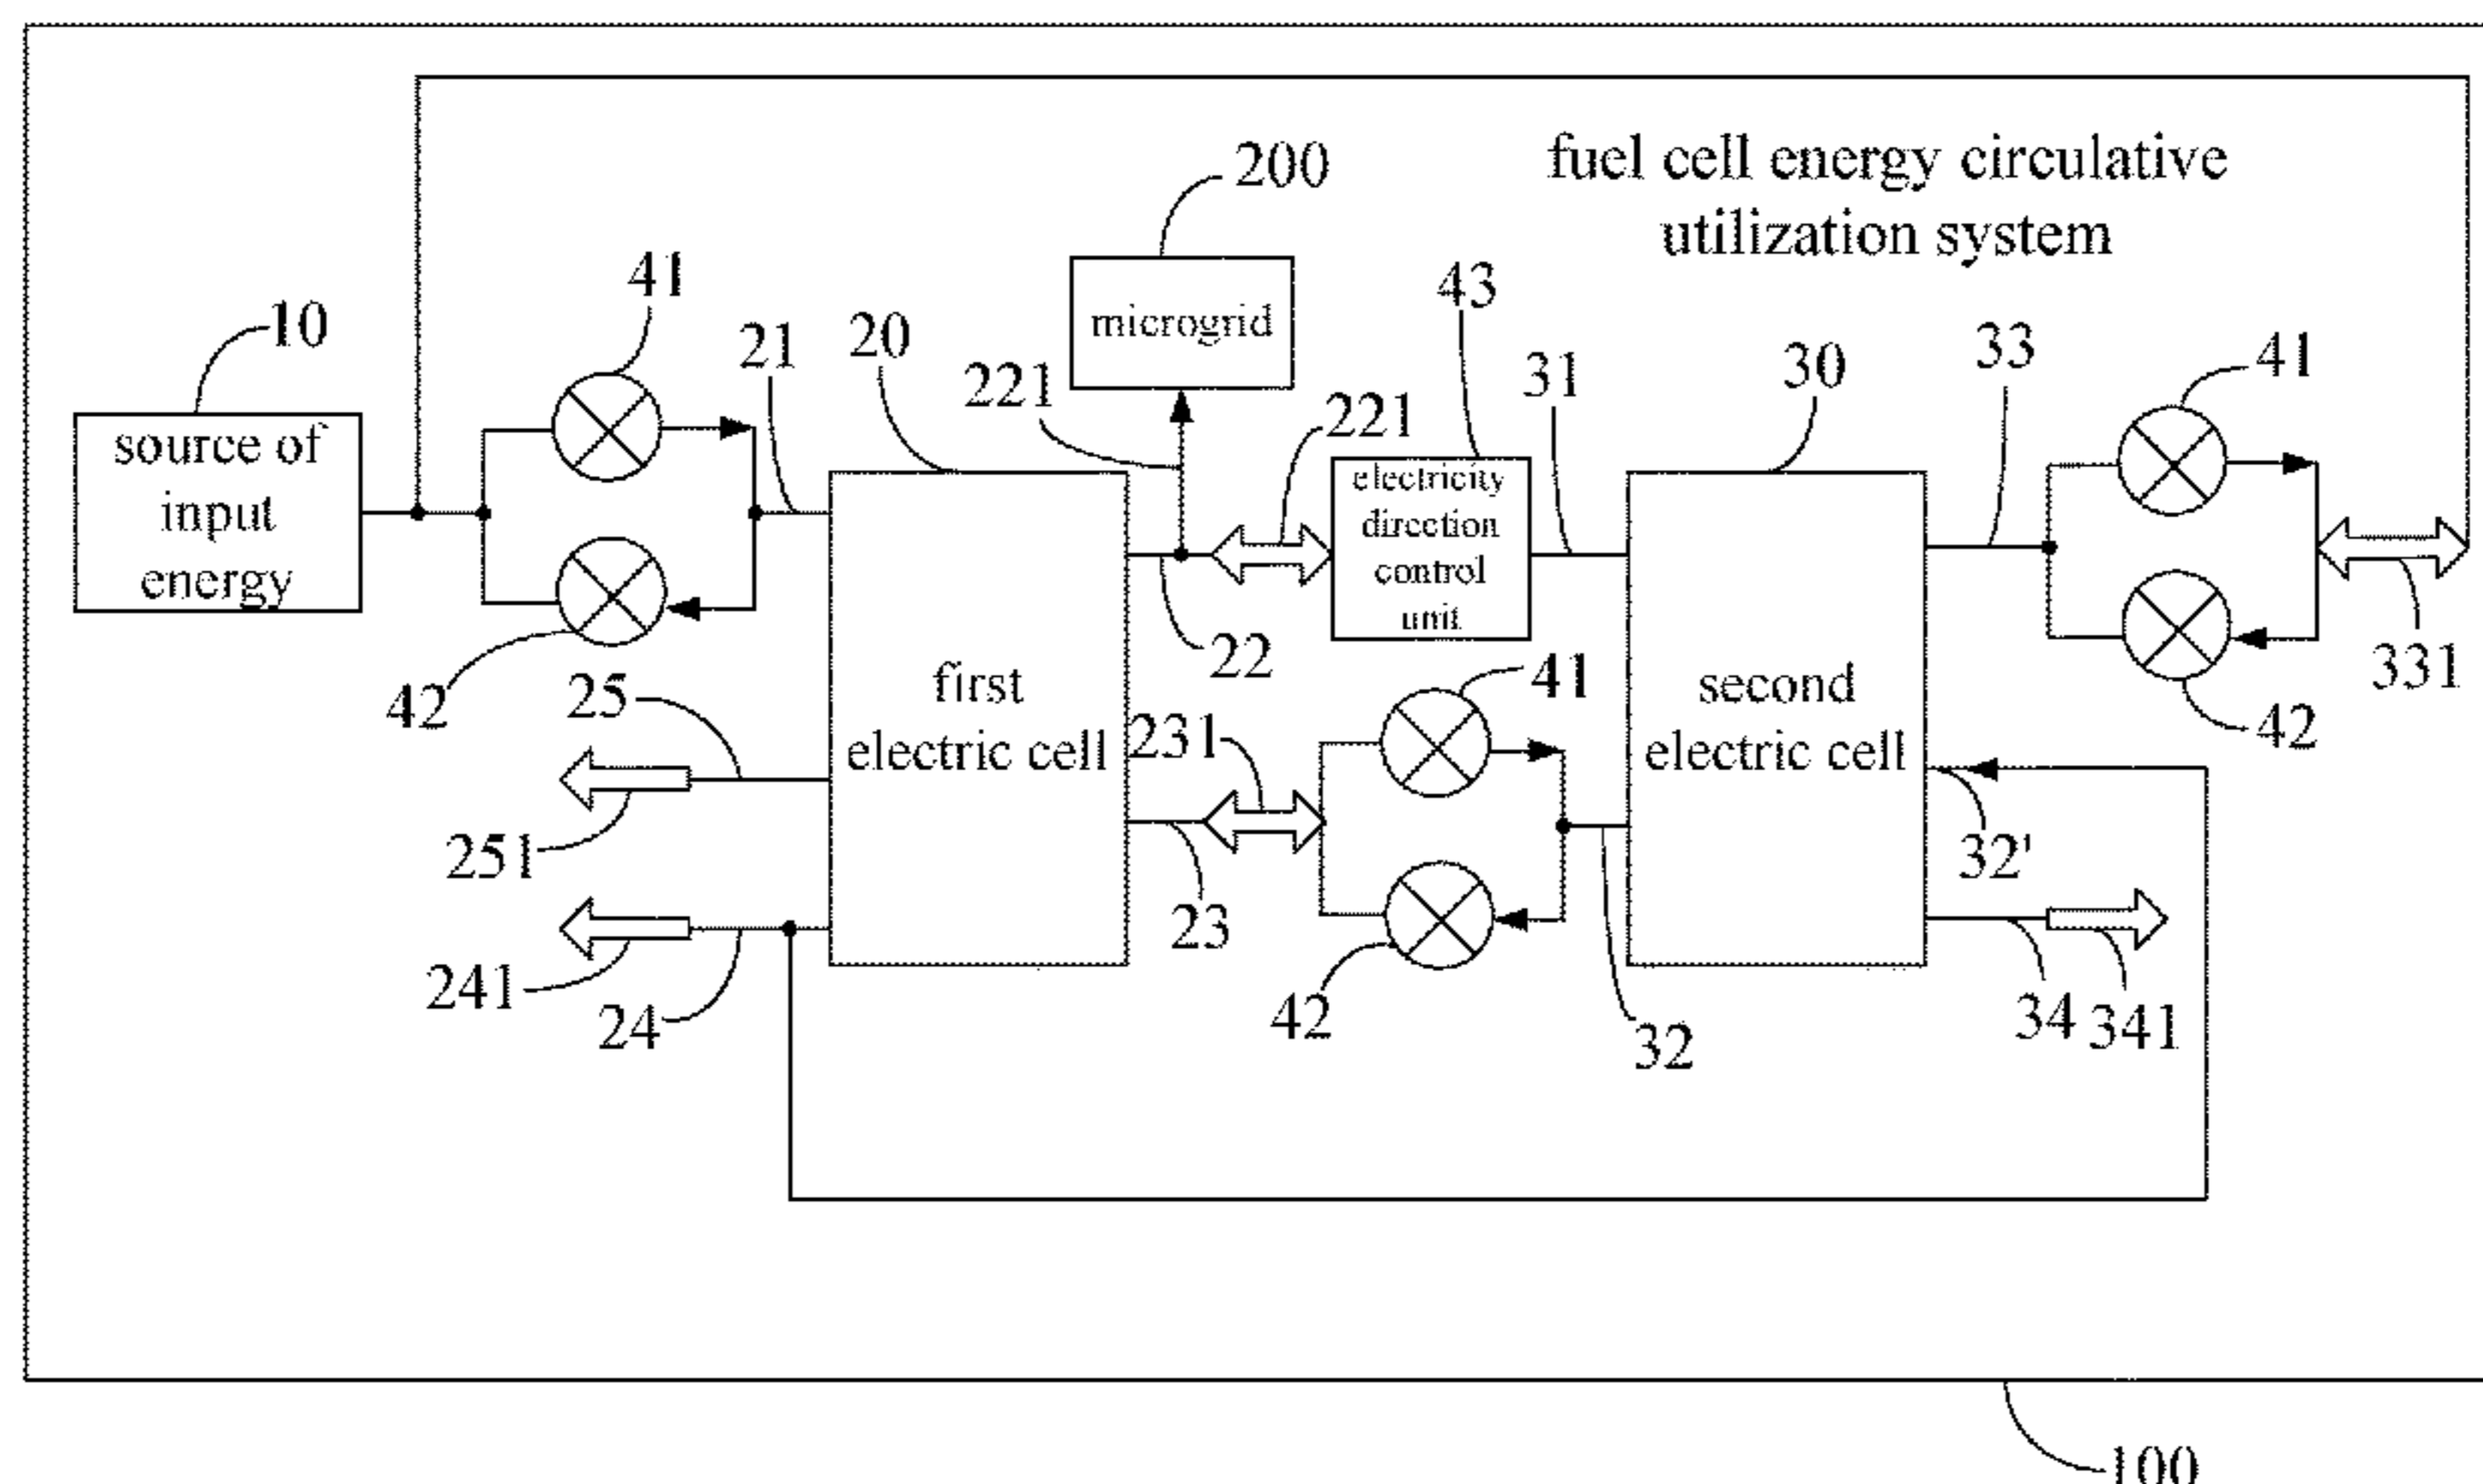 fuel cell energy circulative
utilization system
200
microgrid
41
43
10
21
20
221
221
31
30
33
41
source of
input
energy
electricity
direction
control
unit
42
25
22
41
331
42
first
electric cell
231
second
electric cell
251
32'
23
241
24
42
32
34
341
100